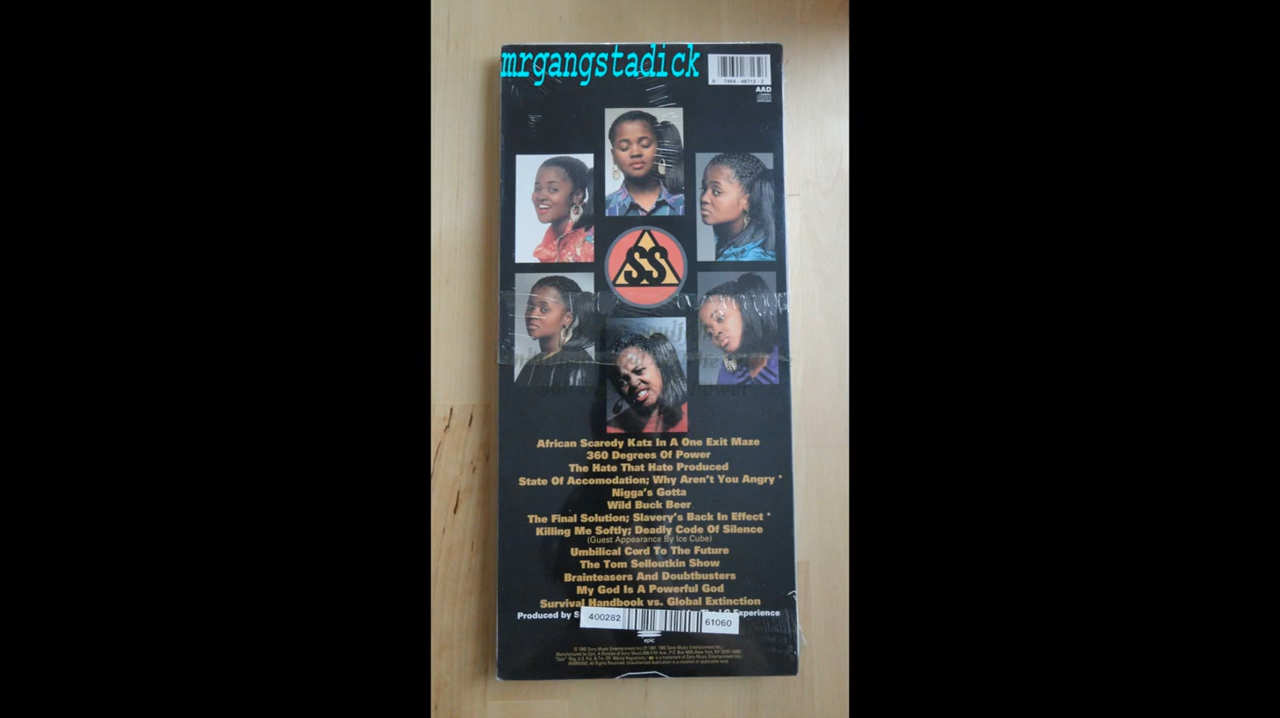 mrgangstadick
AAD
SS
African Scaredy Katz In A One Exit Maze
360 Degrees Of Power
The Hate That Hate Produced
State Of Accomodation; Why Aren't You Angry *
Nigga's Gotta
Wild Buck Beer
The Final Solution; Slavery's Back In Effect *
Killing Me Softly; Deadly Code Of Silence
(Guest Appearance By Ice Cube)
Umbilical Cord To The Future
The Tom Selloutkin Show
Brainteasers And Doubtbusters
My God Is A Powerful God
Survival Handbook vs. Global Extinction
Produced by Experience
400282 61060
epic